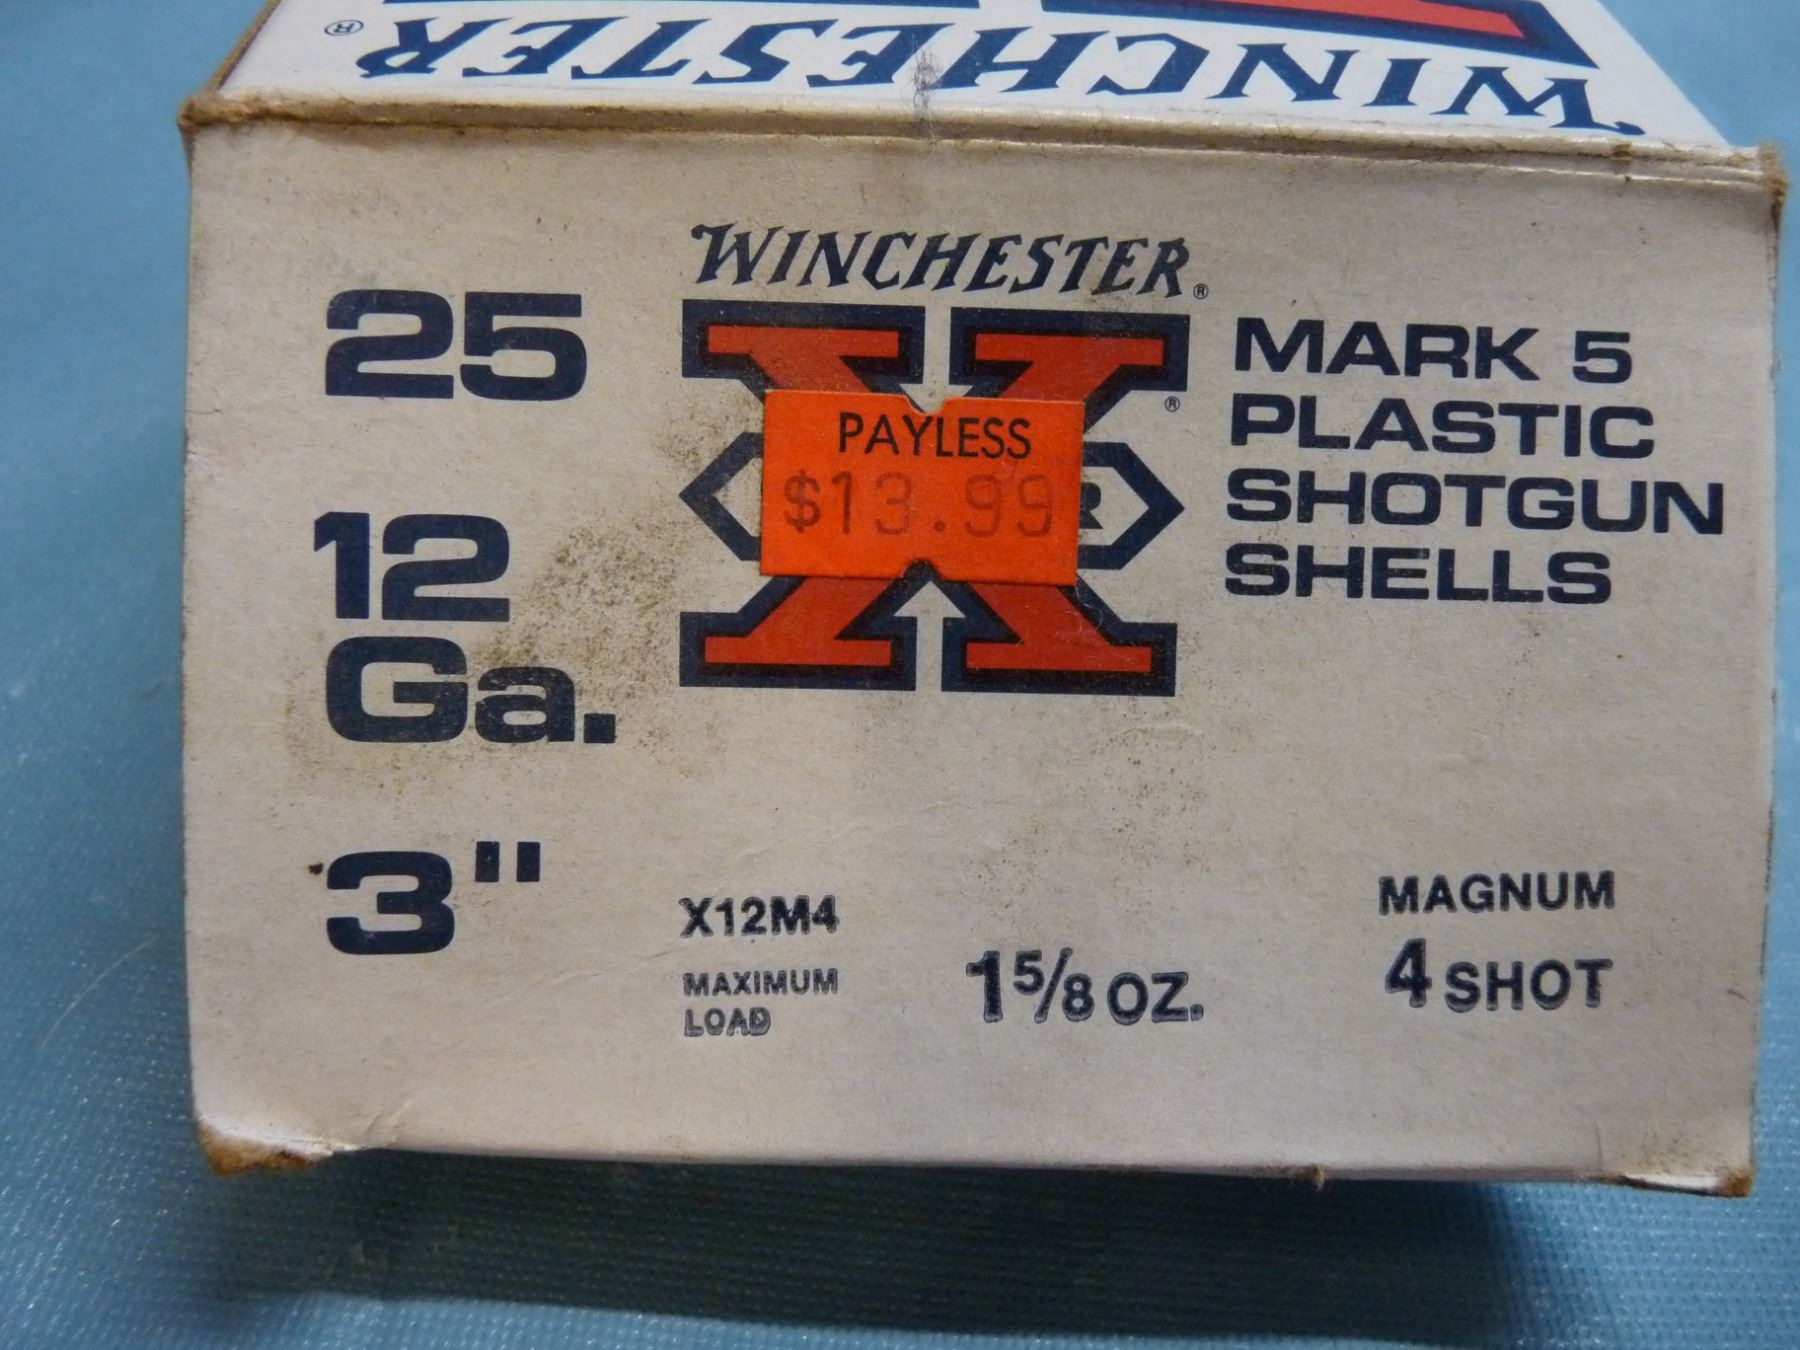 WINCHESTER®
WINCHESTER®
25
12
Ga.
3"
X
®
PAYLESS
$13.99
R
MARK 5
PLASTIC
SHOTGUN
SHELLS
X12M4
MAXIMUM
LOAD
1 5/8 OZ.
MAGNUM
4 SHOT